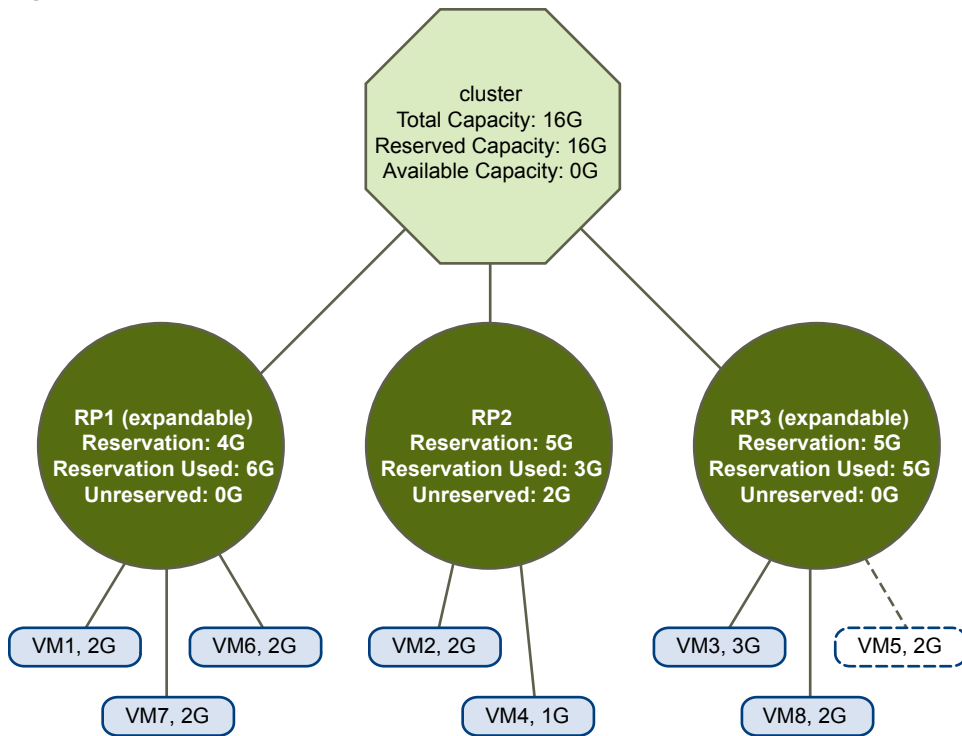 cluster
Total Capacity: 16G
Reserved Capacity: 16G
Available Capacity: 0G
RP1 (expandable)
Reservation: 4G
Reservation Used: 6G
Unreserved: 0G
RP2
Reservation: 5G
Reservation Used: 3G
Unreserved: 2G
RP3 (expandable)
Reservation: 5G
Reservation Used: 5G
Unreserved: 0G
VM1, 2G
VM6, 2G
VM2, 2G
VM3, 3G
VM5, 2G
VM7, 2G
VM4, 1G
VM8, 2G